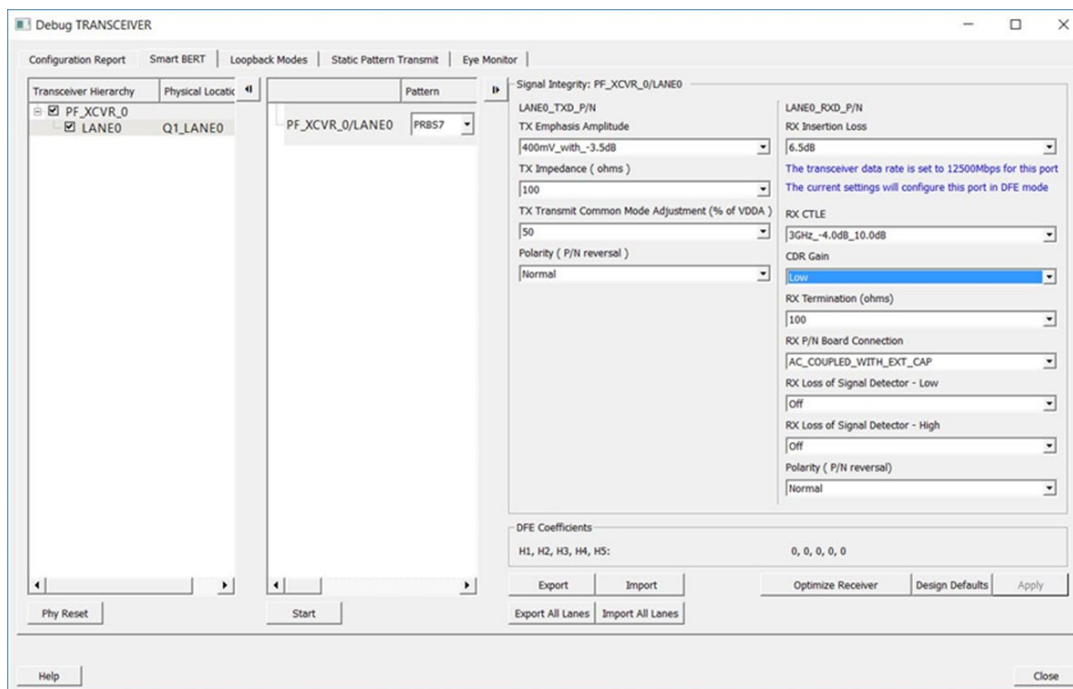 Debug TRANSCEIVER
Configuration Report
Smart BERT
Loopback Modes
Static Pattern Transmit
Eye Monitor
Transceiver Hierarchy
Physical Locatic
PF_XCVR_0
LANE0
Q1_LANE0
Pattern
PF_XCVR_0/LANE0
PRBS7
Signal Integrity: PF_XCVR_0/LANE0
LANE0_TXD_P/N
TX Emphasis Amplitude
400mV_with_-3.5dB
TX Impedance ( ohms )
100
TX Transmit Common Mode Adjustment (% of VDDA )
50
Polarity ( P/N reversal )
Normal
LANE0_RXD_P/N
RX Insertion Loss
6.5dB
The transceiver data rate is set to 12500Mbps for this port
The current settings will configure this port in DFE mode
RX CTLE
3GHz_-4.0dB_10.0dB
CDR Gain
Low
RX Termination (ohms)
100
RX P/N Board Connection
AC_COUPLED_WITH_EXT_CAP
RX Loss of Signal Detector - Low
Off
RX Loss of Signal Detector - High
Off
Polarity ( P/N reversal)
Normal
DFE Coefficients
H1, H2, H3, H4, H5:
0, 0, 0, 0, 0
Export
Import
Optimize Receiver
Design Defaults
Apply
Phy Reset
Start
Export All Lanes
Import All Lanes
Help
Close